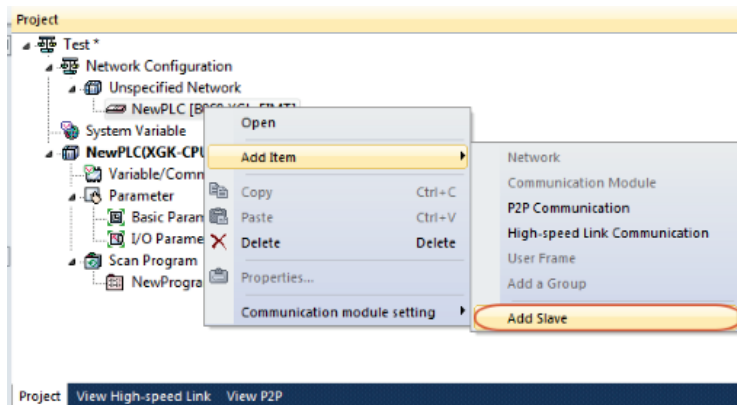 Project
Test *
Network Configuration
Unspecified Network
NewPLC [B0
System Variable
NewPLC(XGK-CPU
Variable/Comm
Parameter
Basic Param
I/O Parame
Scan Program
NewProgra
Open
Add Item
Copy Ctrl+C
Paste Ctrl+V
Delete Delete
Properties...
Communication module setting
Network
Communication Module
P2P Communication
High-speed Link Communication
User Frame
Add a Group
Add Slave
Project View High-speed Link View P2P